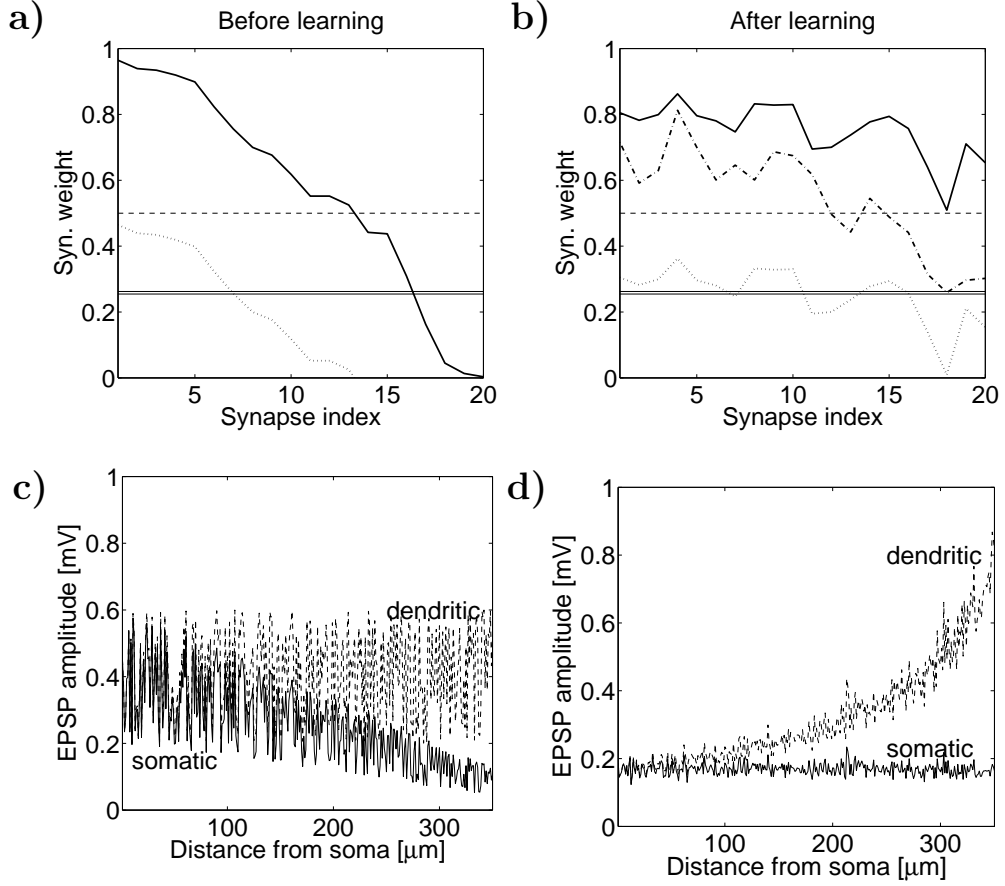 a)
Before learning
Syn. weight
1
0.8
0.6
0.4
0.2
0
5
10
15
20
Synapse index
b)
After learning
Syn. weight
1
0.8
0.6
0.4
0.2
0
5
10
15
20
Synapse index
c)
EPSP amplitude [mV]
1
0.8
0.6
0.4
0.2
0
dendritic
somatic
100
200
300
Distance from soma [μm]
d)
EPSP amplitude [mV]
1
0.8
0.6
0.4
0.2
0
dendritic
somatic
100
200
300
Distance from soma [μm]